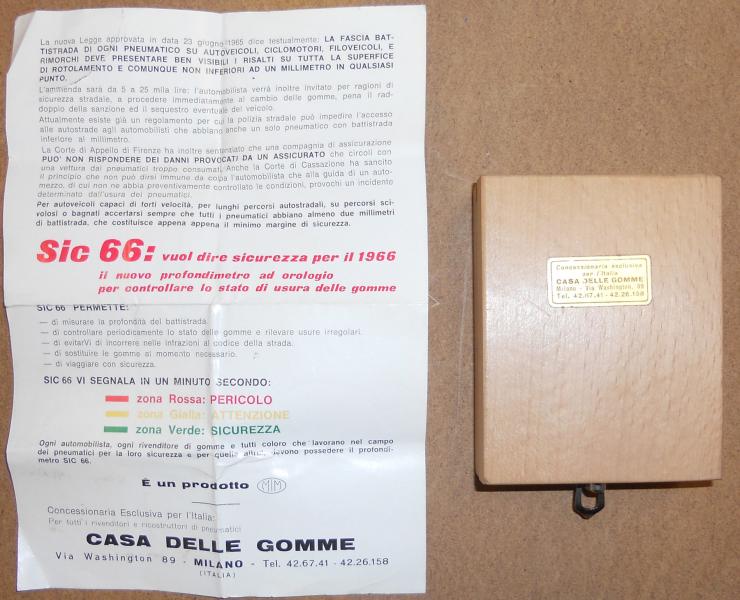 La nuova Legge approvata in data 23 giugno 1965 dice testualmente: LA FASCIA BAT-
TISTRADA DI OGNI PNEUMATICO SU AUTOVEICOLI, CICLOMOTORI, FILOVEICOLI, E
RIMORCHI DEVE PRESENTARE BEN VISIBILI I RISALTI SU TUTTA LA SUPERFICE
DI ROTOLAMENTO E COMUNQUE NON INFERIORI AD UN MILLIMETRO IN QUALSIASI
PUNTO.
L'ammenda sarà da 5 a 25 mila lire: l'automobilista verrà inoltre invitato per ragioni di
sicurezza stradale, a procedere immediatamente al cambio delle gomme, pena il rad-
doppio della sanzione ed il sequestro eventuale del veicolo.
Attualmente esiste già un regolamento per cui la polizia stradale può impedire l'accesso
alle autostrade agli automobilisti che abbiano anche un solo pneumatico con battistrada
inferiore al millimetro.
La Corte di Appello di Firenze ha inoltre sentenziato che una compagnia di assicurazione
PUO' NON RISPONDERE DEI DANNI PROVOCATI DA UN ASSICURATO che circoli con
una vettura dai pneumatici troppo consumati. Anche la Corte di Cassazione ha sancito
il principio che non può dirsi immune da colpa l'automobilista che alla guida di un auto-
mezzo, di cui non ne abbia preventivamente controllato le condizioni, provochi un incidente
determinato dall'usura dei pneumatici.
Per autoveicoli capaci di forti velocità, per lunghi percorsi autostradali, su percorsi sci-
volosi o bagnati accertarsi sempre che tutti i pneumatici abbiano almeno due millimetri
di battistrada, che costituisce appena appena il minimo margine di sicurezza.
Sic 66: vuol dire sicurezza per il 1966
il nuovo profondimetro ad orologio
per controllare lo stato di usura delle gomme
SIC 66 PERMETTE:
— di misurare la profondità del battistrada.
— di controllare periodicamente lo stato delle gomme e rilevare usure irregolari.
— di evitarVi di incorrere nelle infrazioni al codice della strada.
— di sostituire le gomme al momento necessario.
— di viaggiare con sicurezza.
SIC 66 VI SEGNALA IN UN MINUTO SECONDO:
zona Rossa: PERICOLO
zona Gialla: ATTENZIONE
zona Verde: SICUREZZA
Ogni automobilista, ogni rivenditore di gomme e tutti coloro che lavorano nel campo
dei pneumatici per la loro sicurezza e per quella altrui, devono possedere il profondi-
metro SIC 66.
È un prodotto MIM
Concessionaria Esclusiva per l'Italia:
Per tutti i rivenditori e ricostruttori di pneumatici
CASA DELLE GOMME
Via Washington 89 - MILANO - Tel. 42.67.41 - 42.26.158
(ITALIA)
Concessionaria esclusiva
per l'Italia
CASA DELLE GOMME
Milano - Via Washington, 89
Tel. 42.67.41 - 42.26.158